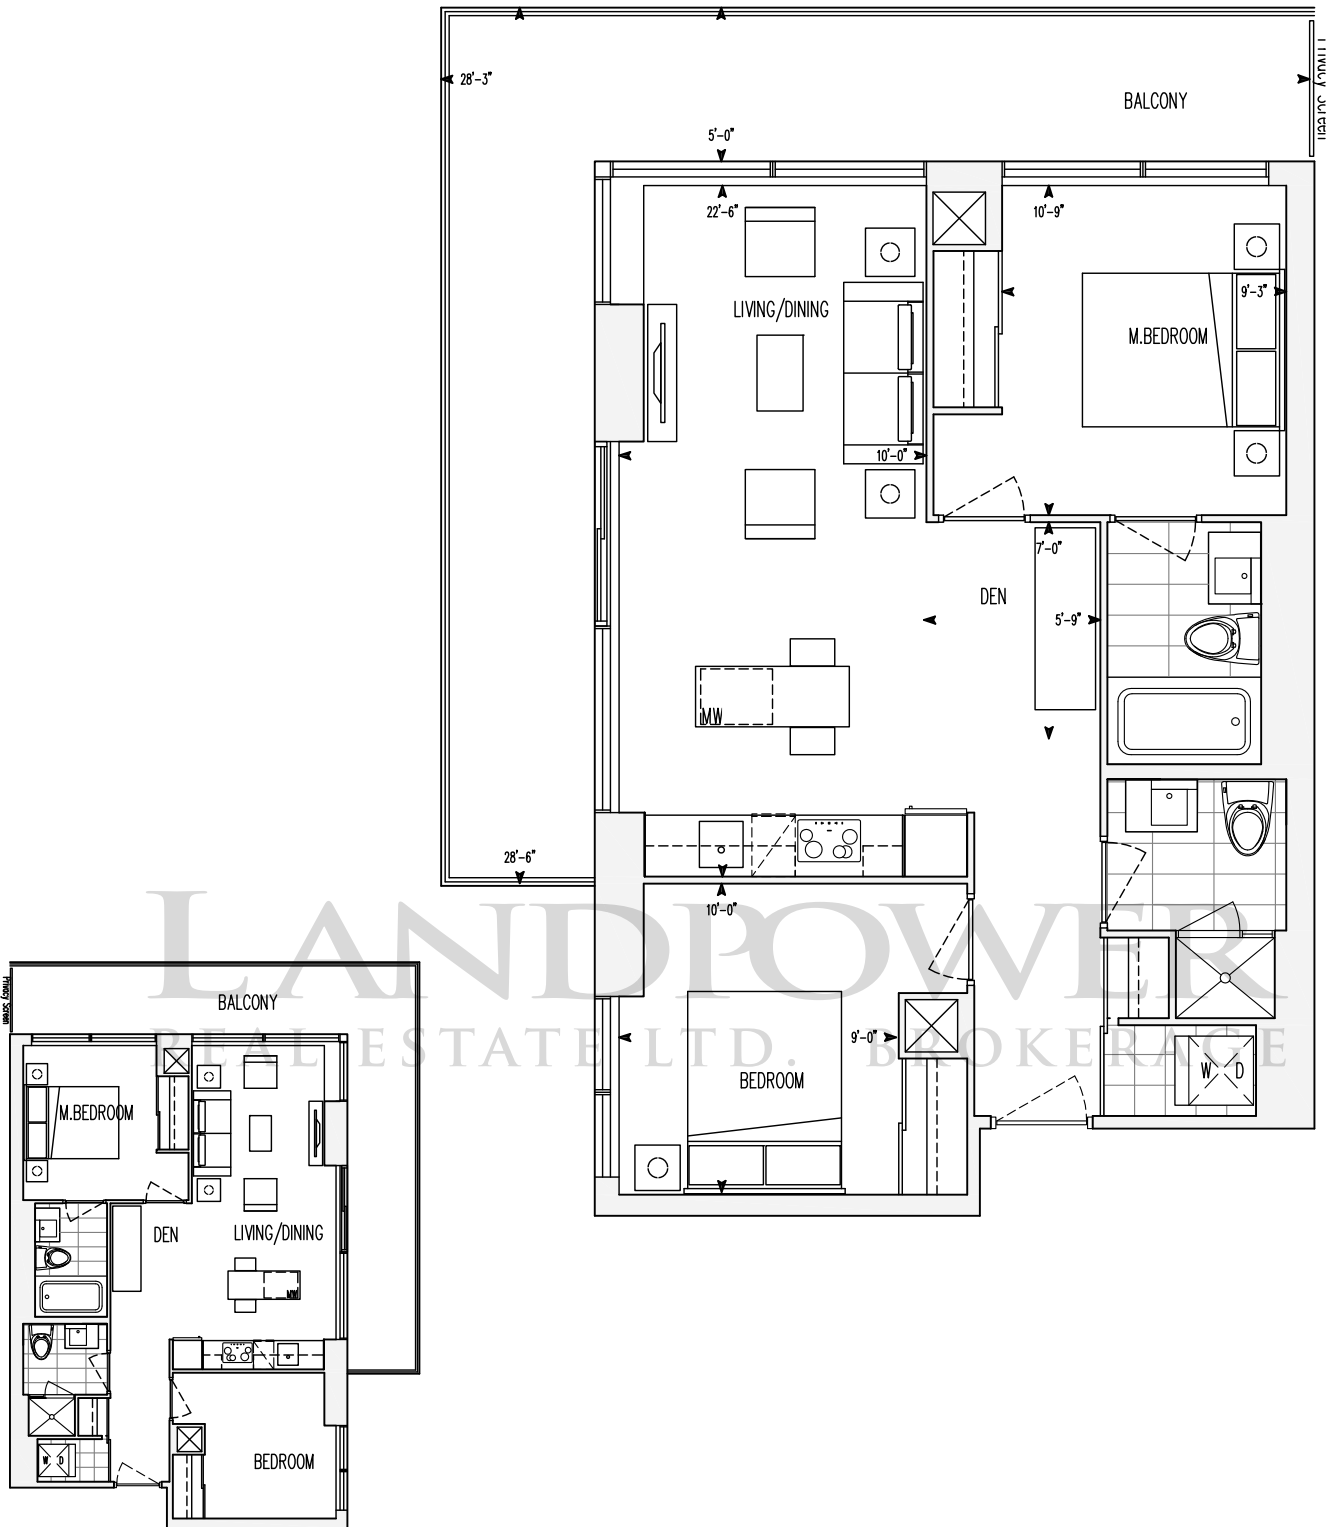 Privacy Screen
28'-3"
BALCONY
5'-0"
22'-6"
10'-9"
LIVING/DINING
9'-3"
M.BEDROOM
10'-0"
7'-0"
DEN
5'-9"
MW
28'-6"
10'-0"
LANDPOWER
REAL ESTATE LTD. BROKERAGE
9'-0"
BEDROOM
W D
Privacy Screen
BALCONY
M.BEDROOM
DEN
LIVING/DINING
MW
W D
BEDROOM